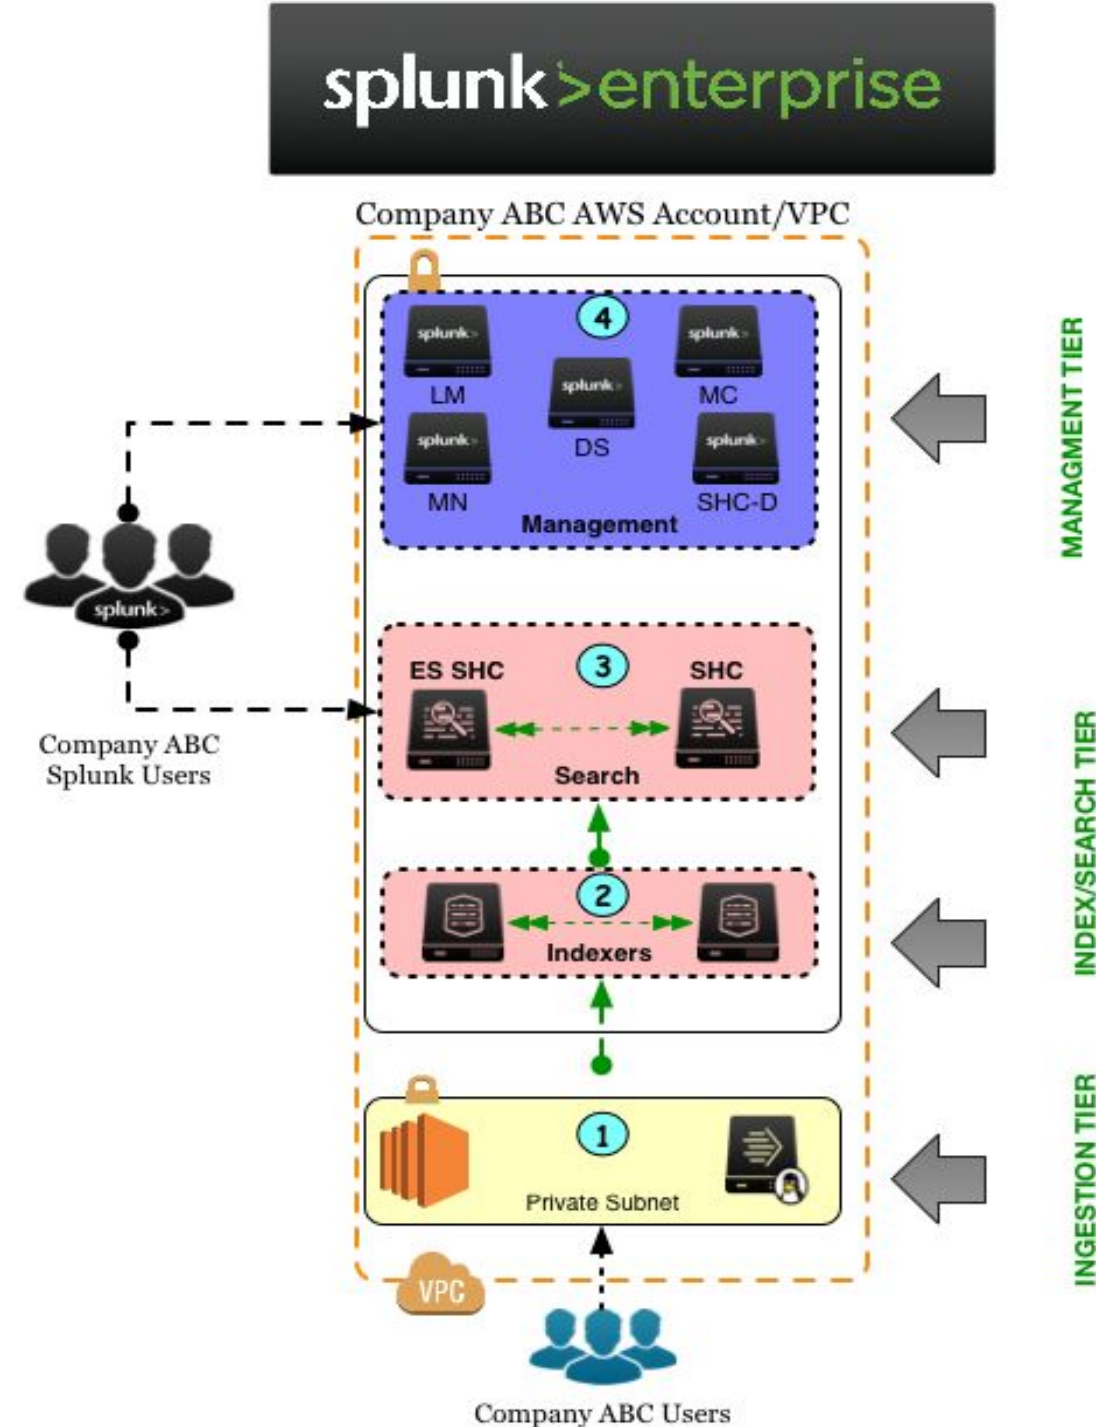 splunk>enterprise
Company ABC AWS Account/VPC
4
splunk>
LM
splunk>
DS
splunk>
MC
splunk>
MN
splunk>
SHC-D
Management
MANAGMENT TIER
splunk>
Company ABC
Splunk Users
3
ES SHC
SHC
Search
2
Indexers
INDEX/SEARCH TIER
1
Private Subnet
INGESTION TIER
VPC
Company ABC Users